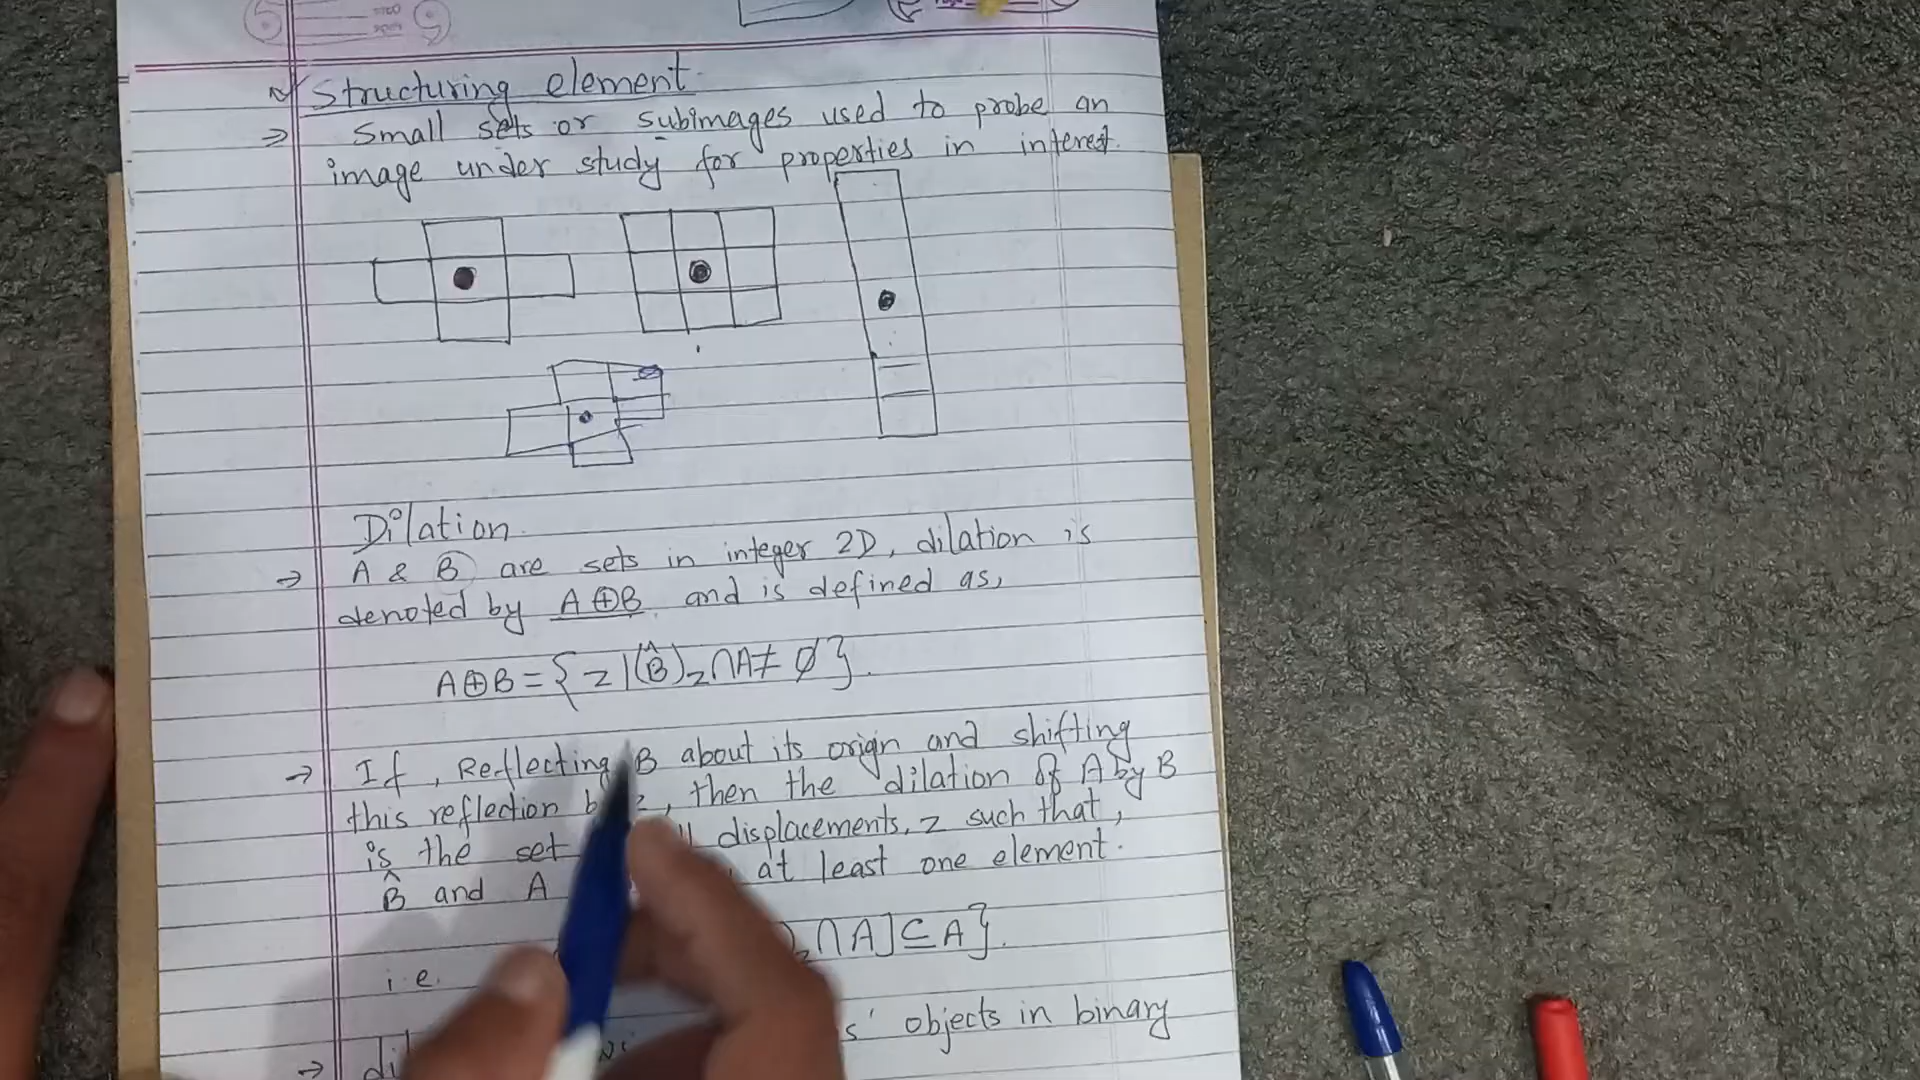 Structuring element
⇒ Small sets or subimages used to probe an
image under study for properties in interest.
Dilation.
→ A & B are sets in integer 2D, dilation is
denoted by A⊕B. and is defined as,
A⊕B = {z | (B̂)z ∩ A ≠ ∅}.
→ If, Reflecting B about its origin and shifting
this reflection by z, then the dilation of A by B
is the set displacements, z such that,
B̂ and A at least one element.
i.e. ∩ A] ⊆ A}.
→ objects in binary